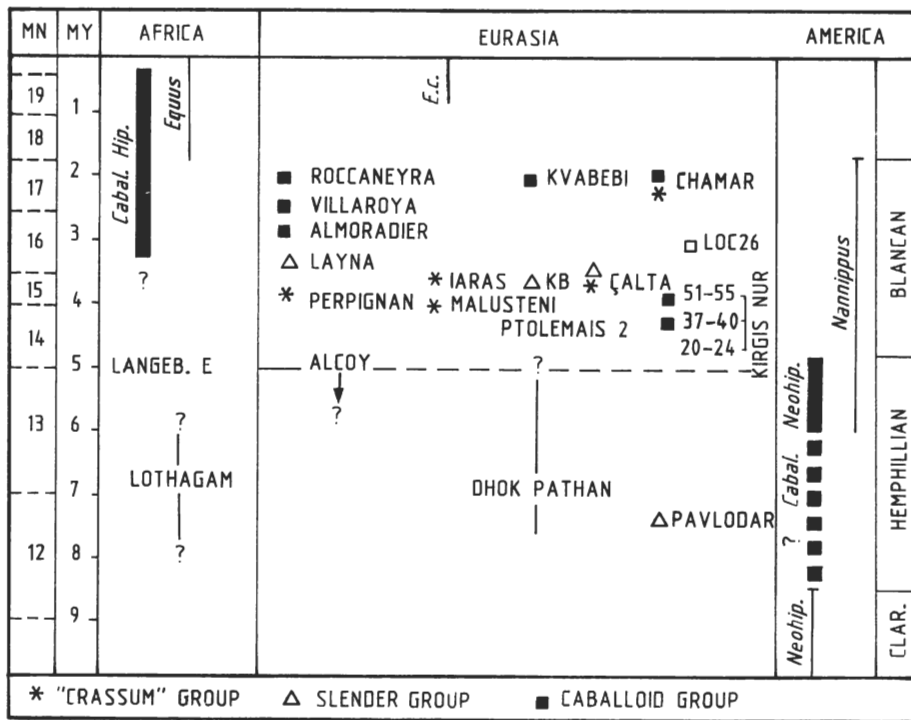 MN MY AFRICA EURASIA AMERICA
19
18
17
16
15
14
13
12
1
2
3
4
5
6
7
8
9
Cabal. Hip.
Equus
?
LANGEB. E
?
LOTHAGAM
?
E.c.
ROCCANEYRA KVABEBI CHAMAR
VILLAROYA
ALMORADIER LOC26
LAYNA IARAS KB ÇALTA 51-55
PERPIGNAN MALUSTENI
PTOLEMAIS 2 37-40
20-24
KIRGIS NUR
ALCOY ?
?
DHOK PATHAN
PAVLODAR
Nannippus
Neohip.
? Cabal.
Neohip.
BLANCAN
HEMPHILLIAN
CLAR.
* "CRASSUM" GROUP △ SLENDER GROUP ■ CABALLOID GROUP